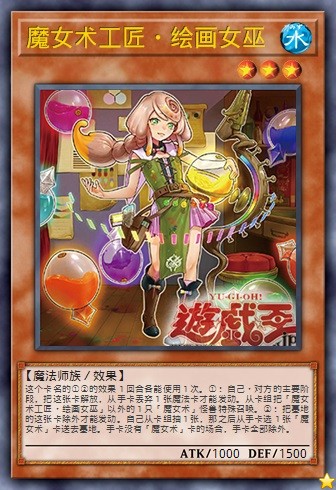 魔女术工匠·绘画女巫
水
YU-GI-OH!
遊戯王
【魔法师族／效果】
这个卡名的①②的效果1回合各能使用1次。①：自己·对方的主要阶
段，把这张卡解放，从手卡丢弃1张魔法卡才能发动。从卡组把「魔女
术工匠·绘画女巫」以外的1只「魔女术」怪兽特殊召唤。②：把墓地
的这张卡除外才能发动。自己从卡组抽1张，那之后从手卡选1张「魔
女术」卡送去墓地。手卡没有「魔女术」卡的场合，手卡全部除外。
ATK/1000 DEF/1500